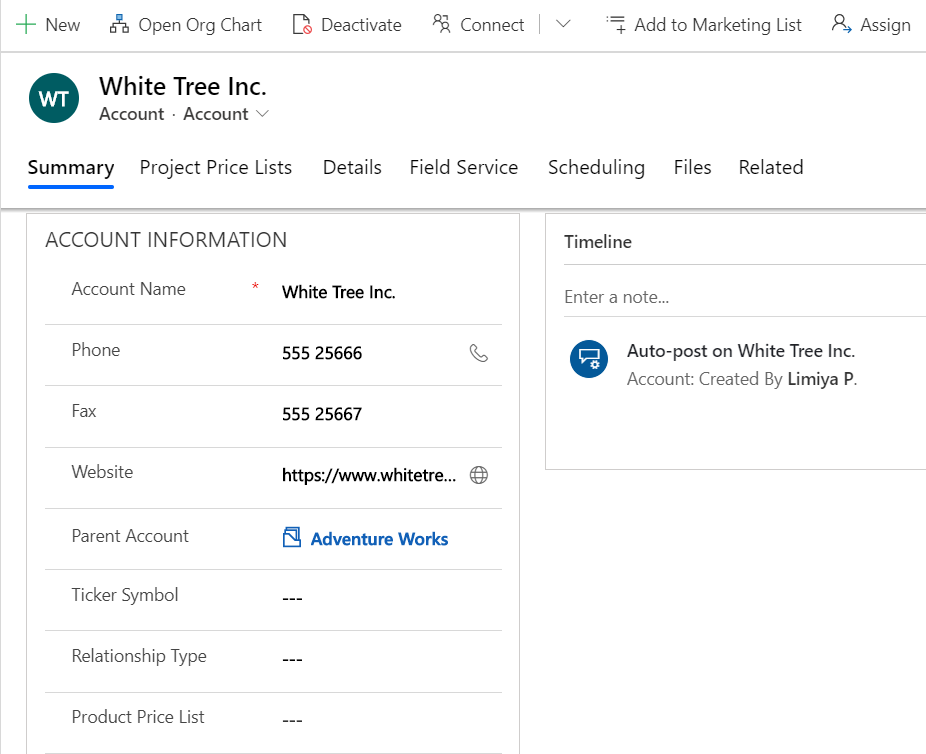 New Open Org Chart Deactivate Connect Add to Marketing List Assign
WT
White Tree Inc.
Account · Account
Summary Project Price Lists Details Field Service Scheduling Files Related
ACCOUNT INFORMATION
Account Name * White Tree Inc.
Phone 555 25666
Fax 555 25667
Website https://www.whitetre...
Parent Account Adventure Works
Ticker Symbol ---
Relationship Type ---
Product Price List ---
Timeline
Enter a note...
Auto-post on White Tree Inc.
Account: Created By Limiya P.